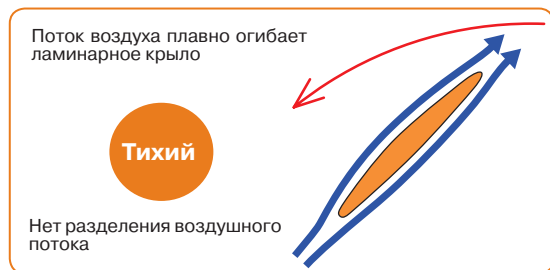 Поток воздуха плавно огибает
ламинарное крыло
Тихий
Нет разделения воздушного
потока